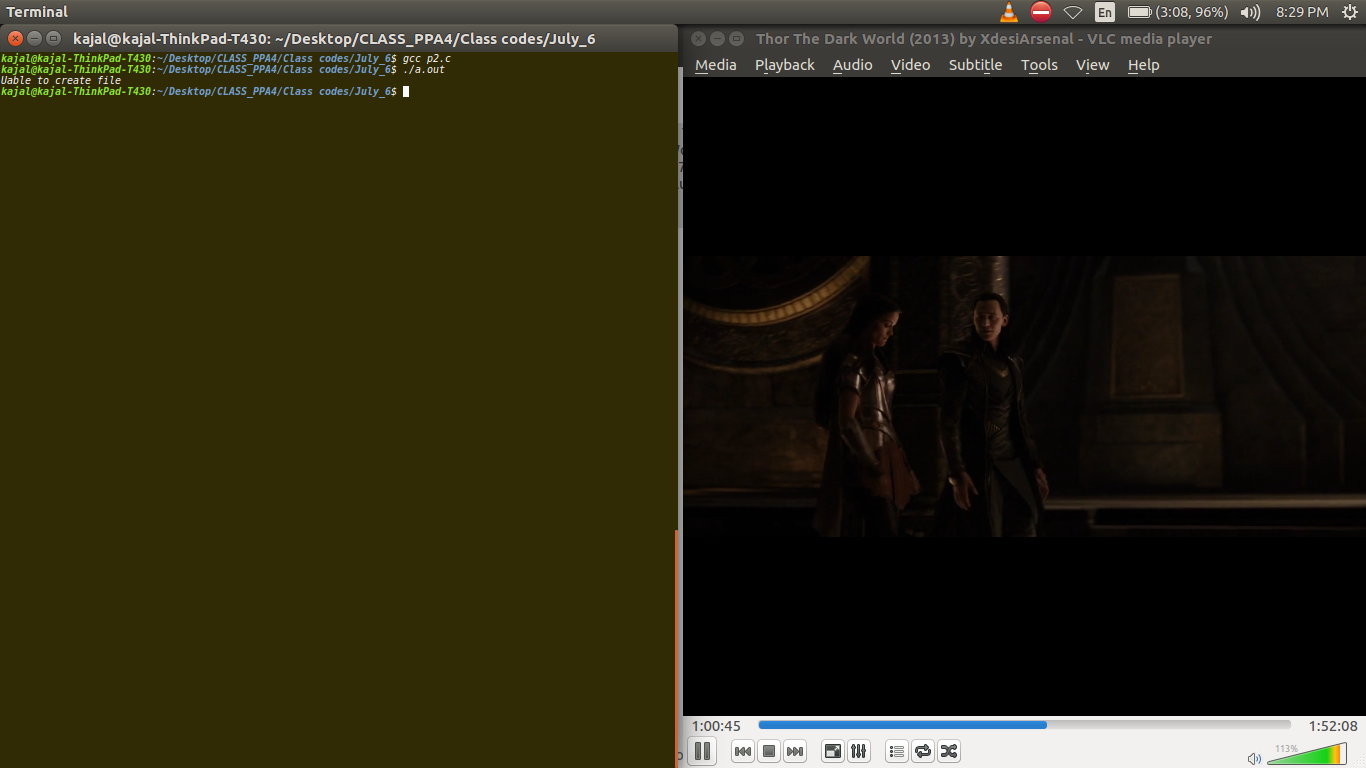 Terminal
En
(3:08, 96%)
8:29 PM
kajal@kajal-ThinkPad-T430: ~/Desktop/CLASS_PPA4/Class codes/July_6
kajal@kajal-ThinkPad-T430:~/Desktop/CLASS_PPA4/Class codes/July_6$ gcc p2.c
kajal@kajal-ThinkPad-T430:~/Desktop/CLASS_PPA4/Class codes/July_6$ ./a.out
Uable to create file
kajal@kajal-ThinkPad-T430:~/Desktop/CLASS_PPA4/Class codes/July_6$
Thor The Dark World (2013) by XdesiArsenal - VLC media player
Media Playback Audio Video Subtitle Tools View Help
1:00:45
1:52:08
113%